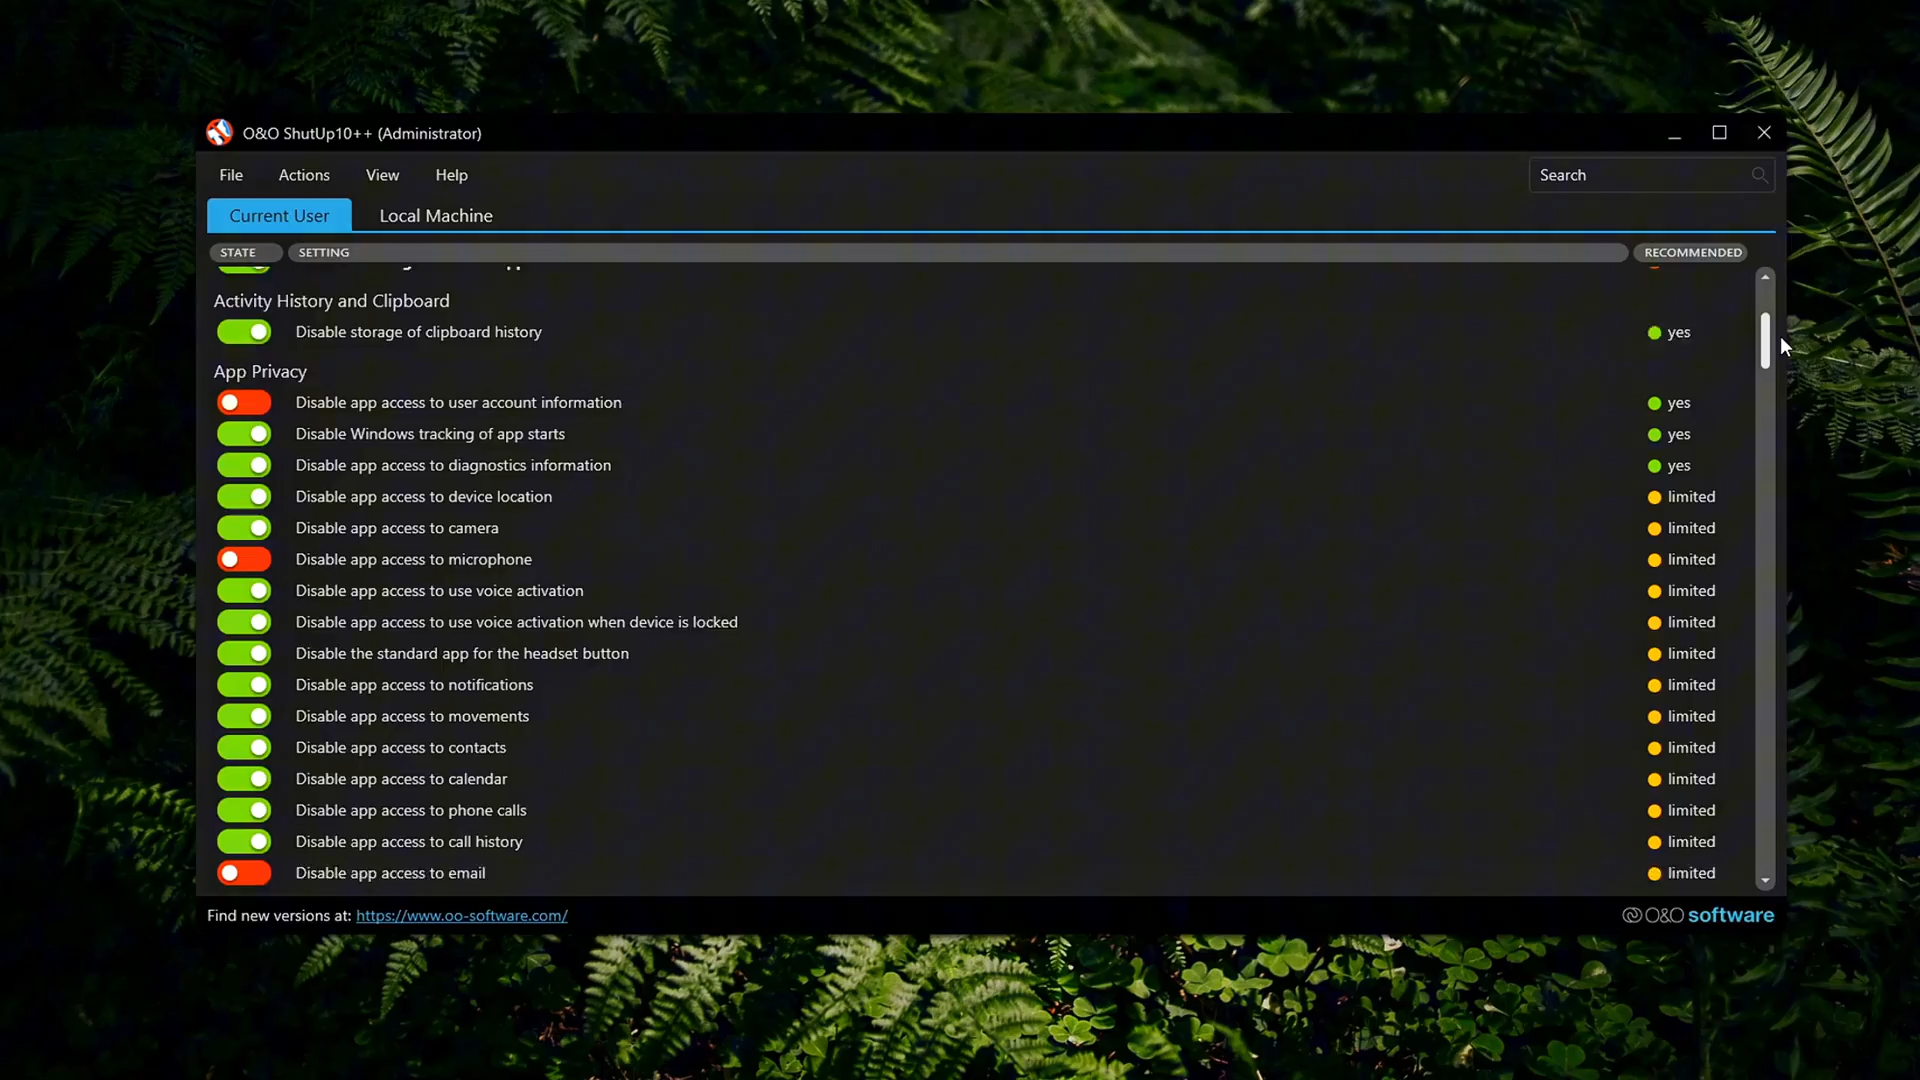 O&O ShutUp10++ (Administrator)
File Actions View Help
Search
Current User Local Machine
STATE SETTING RECOMMENDED
Activity History and Clipboard
Disable storage of clipboard history yes
App Privacy
Disable app access to user account information yes
Disable Windows tracking of app starts yes
Disable app access to diagnostics information yes
Disable app access to device location limited
Disable app access to camera limited
Disable app access to microphone limited
Disable app access to use voice activation limited
Disable app access to use voice activation when device is locked limited
Disable the standard app for the headset button limited
Disable app access to notifications limited
Disable app access to movements limited
Disable app access to contacts limited
Disable app access to calendar limited
Disable app access to phone calls limited
Disable app access to call history limited
Disable app access to email limited
Find new versions at: https://www.oo-software.com/
O&O software